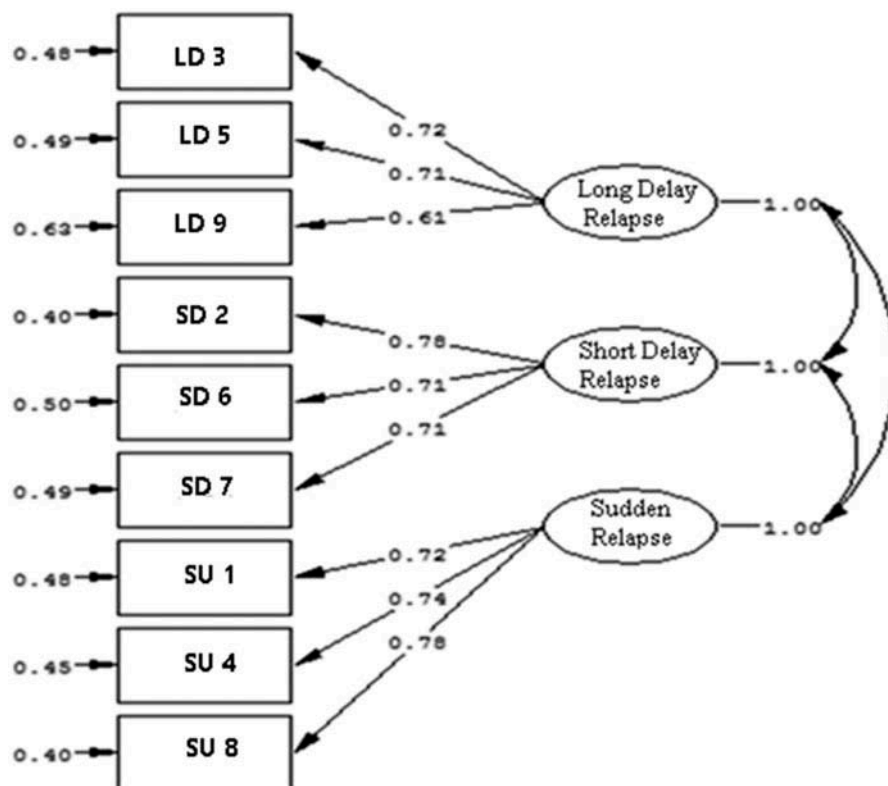 0.48
LD 3
0.72
0.49
LD 5
0.71
Long Delay
Relapse
1.00
0.63
LD 9
0.61
0.40
SD 2
0.78
Short Delay
Relapse
1.00
0.50
SD 6
0.71
0.71
0.49
SD 7
Sudden
Relapse
1.00
0.48
SU 1
0.72
0.74
0.45
SU 4
0.78
0.40
SU 8